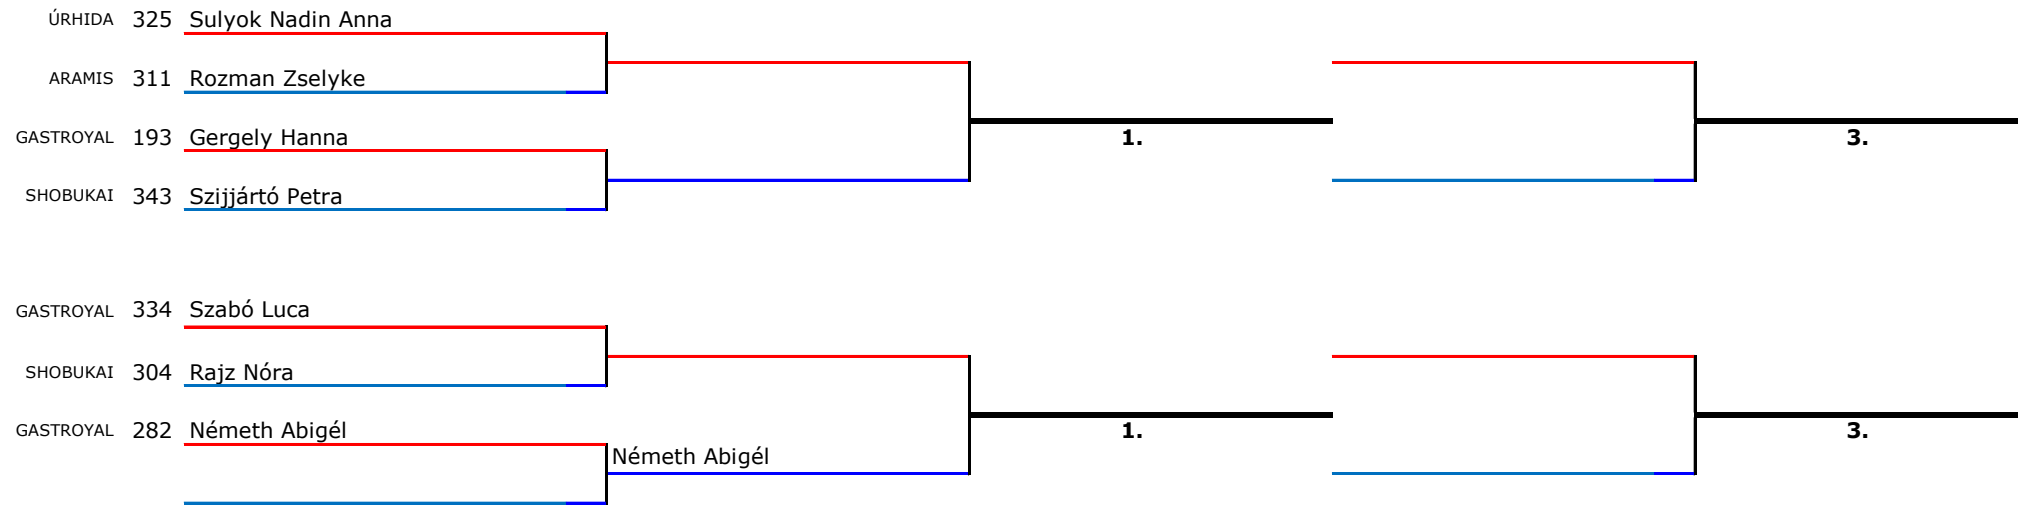 ÚRHIDA 325 Sulyok Nadin Anna
ARAMIS 311 Rozman Zselyke
GASTROYAL 193 Gergely Hanna 1. 3.
SHOBUKAI 343 Szijjártó Petra
GASTROYAL 334 Szabó Luca
SHOBUKAI 304 Rajz Nóra
GASTROYAL 282 Németh Abigél 1. 3.
Németh Abigél